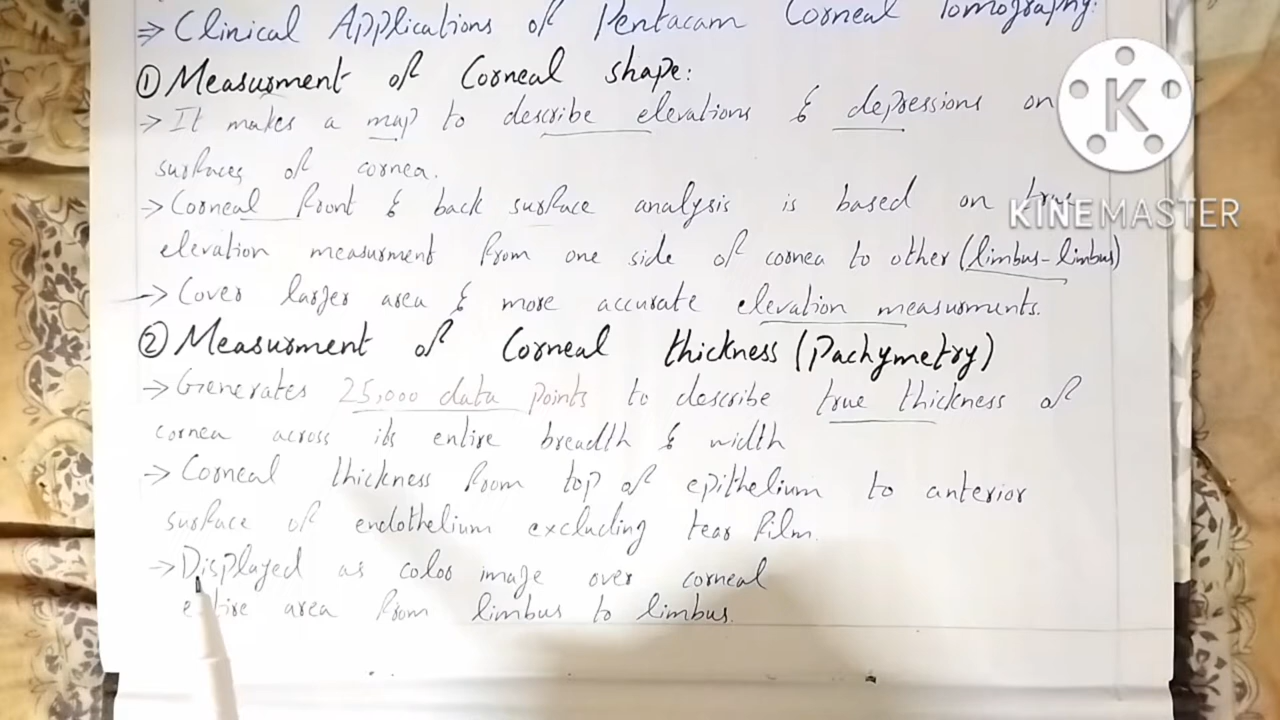 ⇒ Clinical Applications of Pentacam Corneal Tomography:
① Measurment of Corneal shape:
→ It makes a map to describe elevations & depressions on
surfaces of cornea.
→ Corneal front & back surface analysis is based on true
elevation measurment from one side of cornea to other (limbus-limbus)
→ Cover larger area & more accurate elevation measurments.
② Measurment of Corneal thickness (Pachymetry)
→ Generates 25,000 data points to describe true thickness of
cornea across its entire breadth & width
→ Corneal thickness from top of epithelium to anterior
surface of endothelium excluding tear film.
→ Displayed as color image over corneal
entire area from limbus to limbus.
K
KINEMASTER